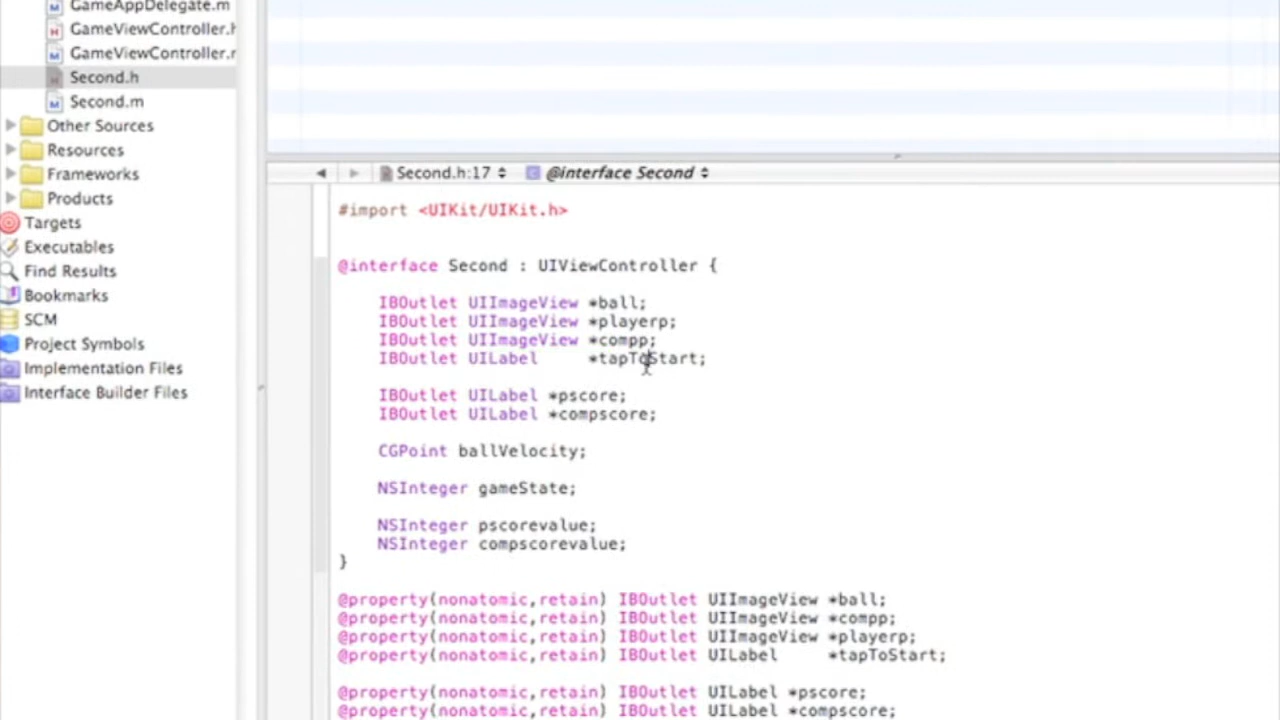 GameAppDelegate.m
GameViewController.h
GameViewController.m
Second.h
Second.m
Other Sources
Resources
Frameworks
Products
Targets
Executables
Find Results
Bookmarks
SCM
Project Symbols
Implementation Files
Interface Builder Files
Second.h:17 @interface Second
#import <UIKit/UIKit.h>
@interface Second : UIViewController {
IBOutlet UIImageView *ball;
IBOutlet UIImageView *playerp;
IBOutlet UIImageView *compp;
IBOutlet UILabel *tapToStart;
IBOutlet UILabel *pscore;
IBOutlet UILabel *compscore;
CGPoint ballVelocity;
NSInteger gameState;
NSInteger pscorevalue;
NSInteger compscorevalue;
}
@property(nonatomic,retain) IBOutlet UIImageView *ball;
@property(nonatomic,retain) IBOutlet UIImageView *compp;
@property(nonatomic,retain) IBOutlet UIImageView *playerp;
@property(nonatomic,retain) IBOutlet UILabel *tapToStart;
@property(nonatomic,retain) IBOutlet UILabel *pscore;
@property(nonatomic,retain) IBOutlet UILabel *compscore;